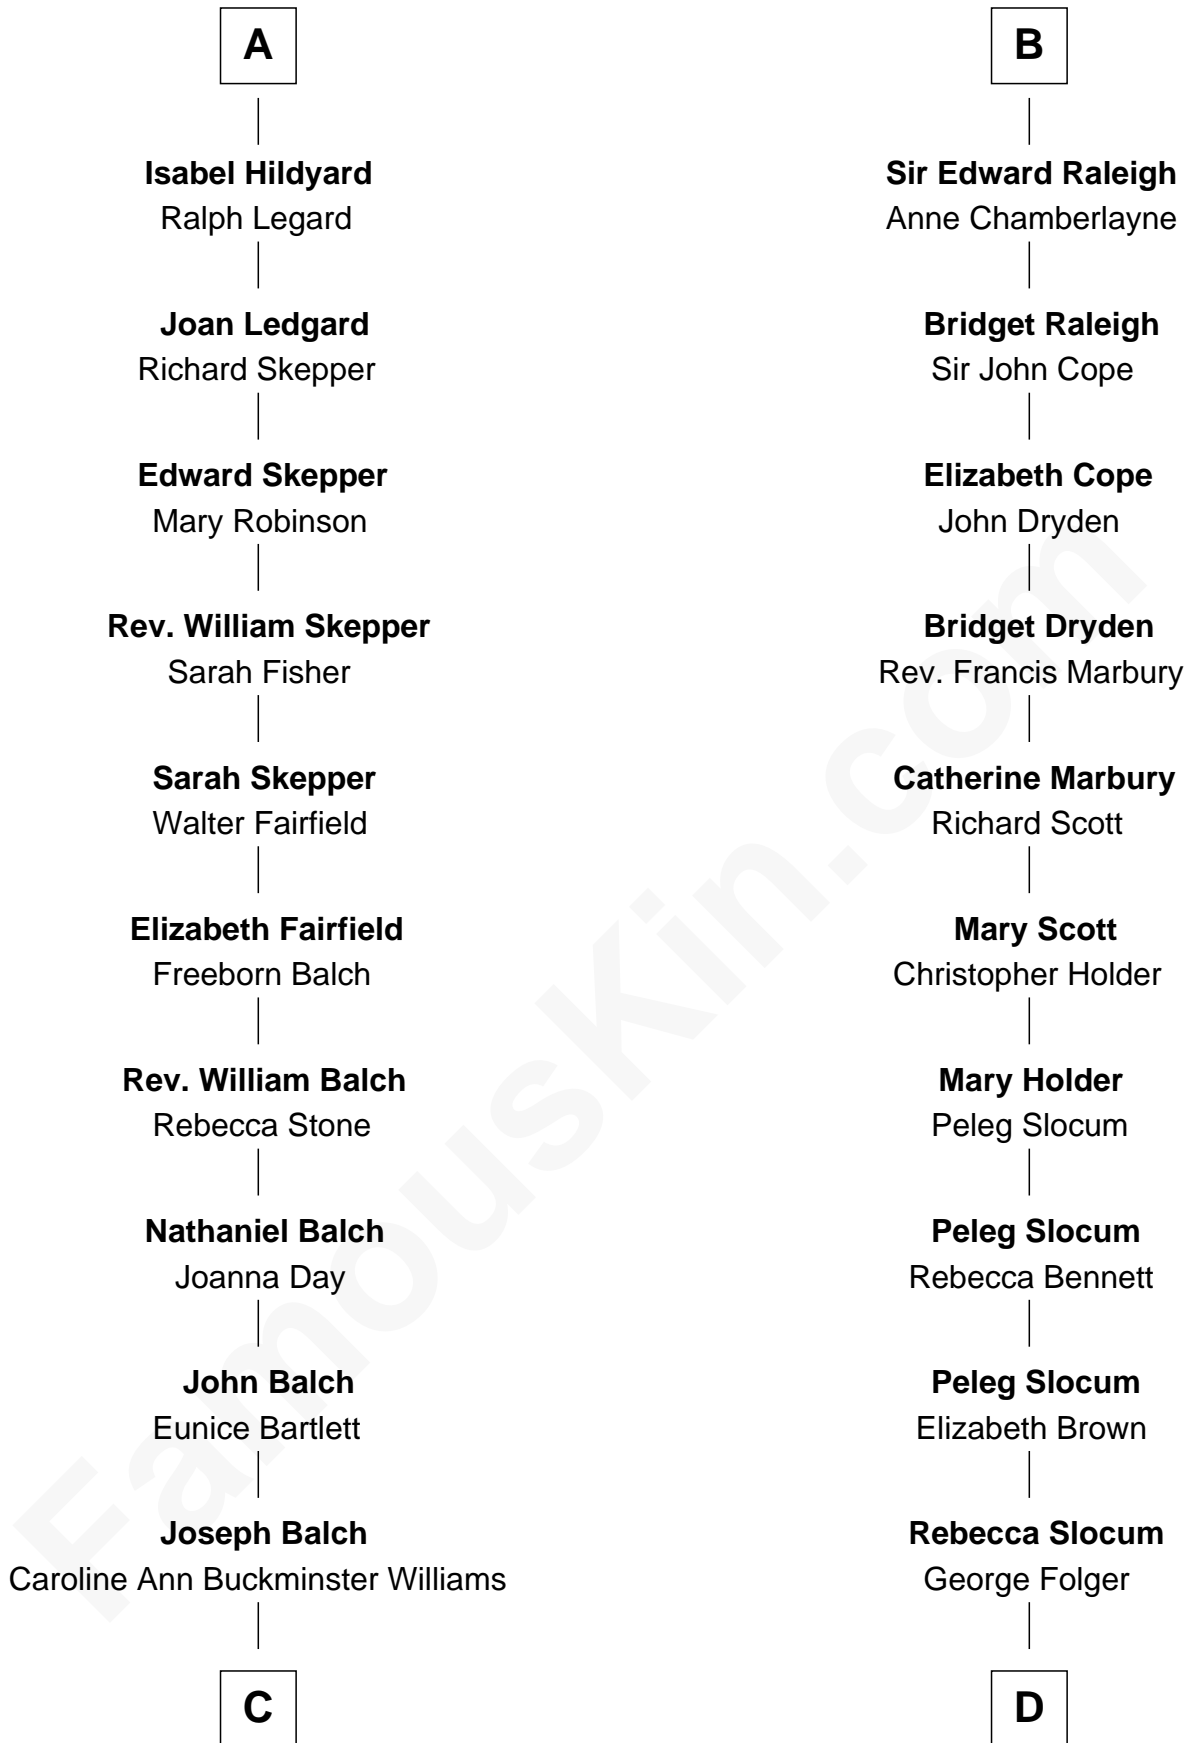 A
Isabel Hildyard
Ralph Legard
Joan Ledgard
Richard Skepper
Edward Skepper
Mary Robinson
Rev. William Skepper
Sarah Fisher
Sarah Skepper
Walter Fairfield
Elizabeth Fairfield
Freeborn Balch
Rev. William Balch
Rebecca Stone
Nathaniel Balch
Joanna Day
John Balch
Eunice Bartlett
Joseph Balch
Caroline Ann Buckminster Williams
C
B
Sir Edward Raleigh
Anne Chamberlayne
Bridget Raleigh
Sir John Cope
Elizabeth Cope
John Dryden
Bridget Dryden
Rev. Francis Marbury
Catherine Marbury
Richard Scott
Mary Scott
Christopher Holder
Mary Holder
Peleg Slocum
Peleg Slocum
Rebecca Bennett
Peleg Slocum
Elizabeth Brown
Rebecca Slocum
George Folger
D
FamousKin.com